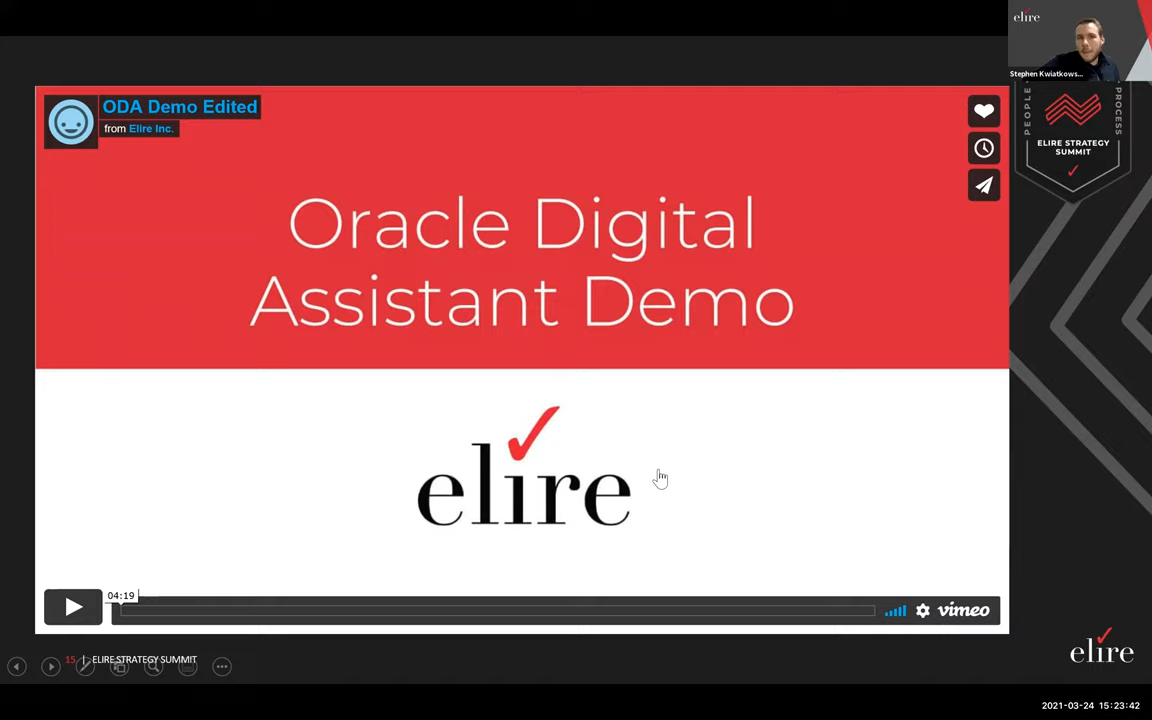 elire
Stephen Kwiatkows...
ODA Demo Edited
from Elire Inc.
PEOPLE
PROCESS
ELIRE STRATEGY
SUMMIT
Oracle Digital
Assistant Demo
elire
04:19
vimeo
15 | ELIRE STRATEGY SUMMIT
elire
2021-03-24 15:23:42